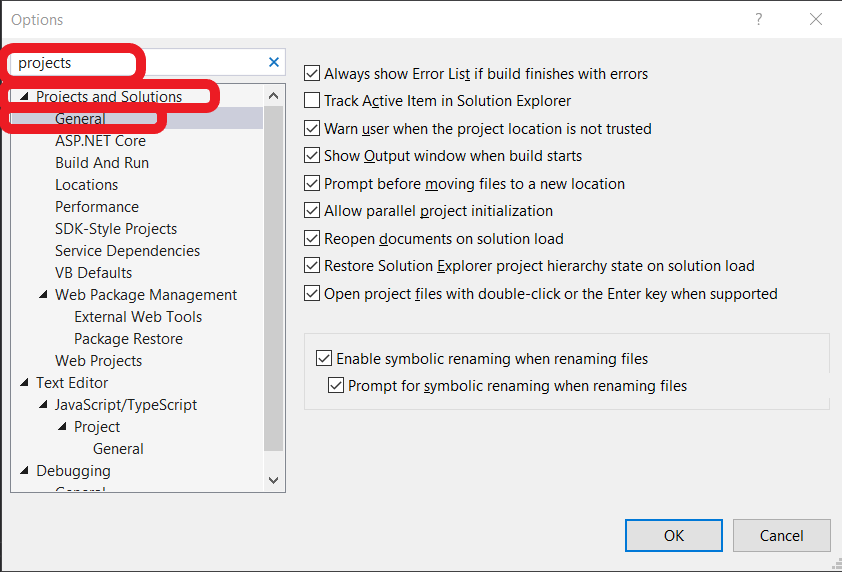 Options
?
projects
Projects and Solutions
General
ASP.NET Core
Build And Run
Locations
Performance
SDK-Style Projects
Service Dependencies
VB Defaults
Web Package Management
External Web Tools
Package Restore
Web Projects
Text Editor
JavaScript/TypeScript
Project
General
Debugging
General
Always show Error List if build finishes with errors
Track Active Item in Solution Explorer
Warn user when the project location is not trusted
Show Output window when build starts
Prompt before moving files to a new location
Allow parallel project initialization
Reopen documents on solution load
Restore Solution Explorer project hierarchy state on solution load
Open project files with double-click or the Enter key when supported
Enable symbolic renaming when renaming files
Prompt for symbolic renaming when renaming files
OK
Cancel